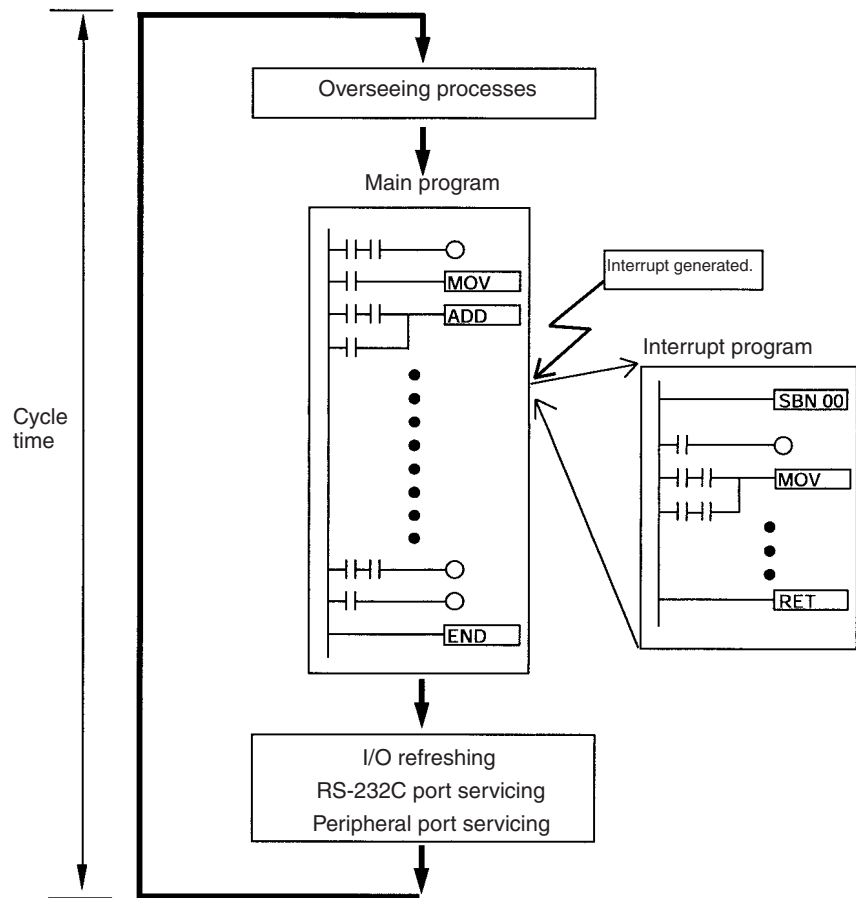 Overseeing processes
Main program
MOV
ADD
END
Interrupt generated.
Interrupt program
SBN 00
MOV
RET
Cycle
time
I/O refreshing
RS-232C port servicing
Peripheral port servicing